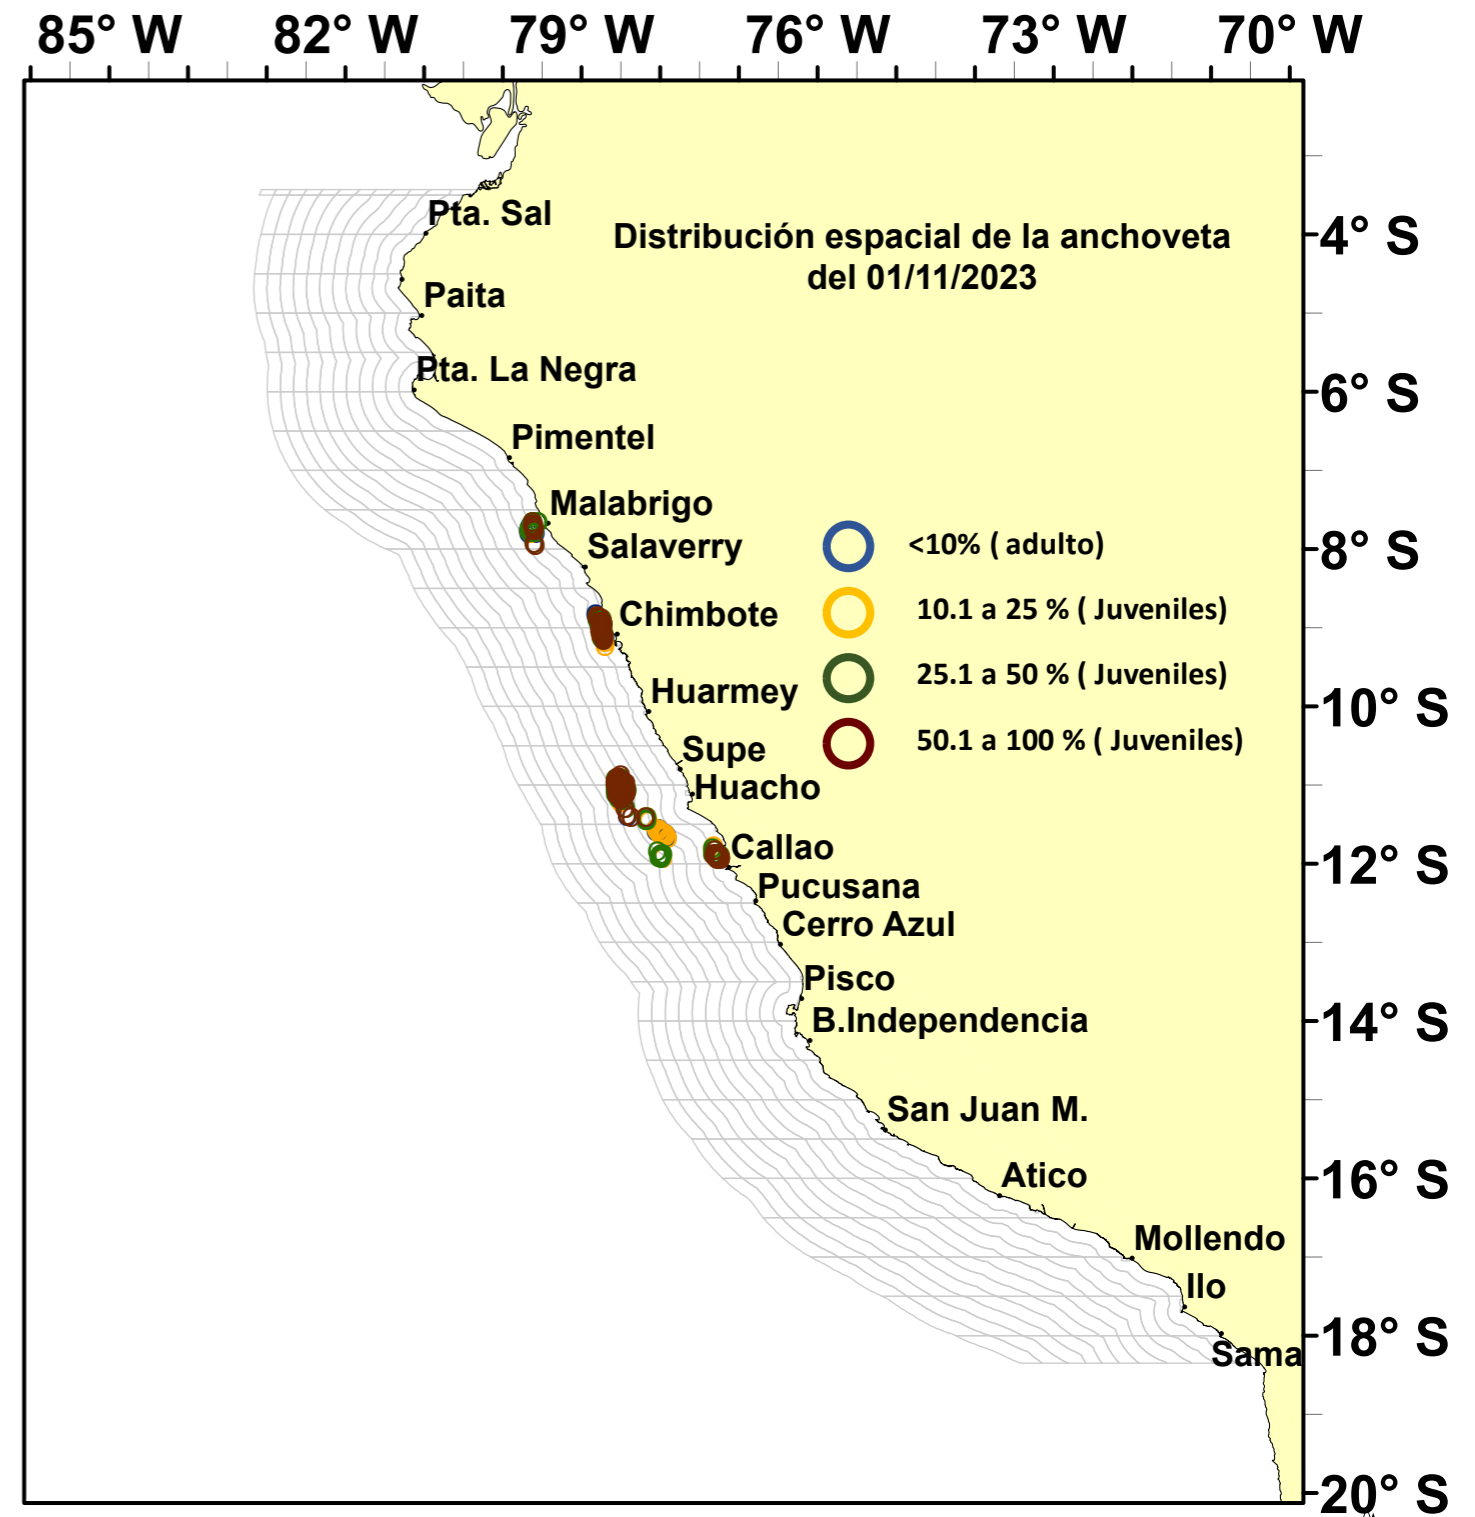 85° W 82° W 79° W 76° W 73° W 70° W
Pta. Sal
Distribución espacial de la anchoveta
del 01/11/2023
4° S
Paita
Pta. La Negra
6° S
Pimentel
Malabrigo
Salaverry
<10% ( adulto)
8° S
Chimbote
10.1 a 25 % ( Juveniles)
25.1 a 50 % ( Juveniles)
Huarmey
10° S
50.1 a 100 % ( Juveniles)
Supe
Huacho
Callao
12° S
Pucusana
Cerro Azul
Pisco
B.Independencia
14° S
San Juan M.
Atico
16° S
Mollendo
Ilo
18° S
Sama
20° S